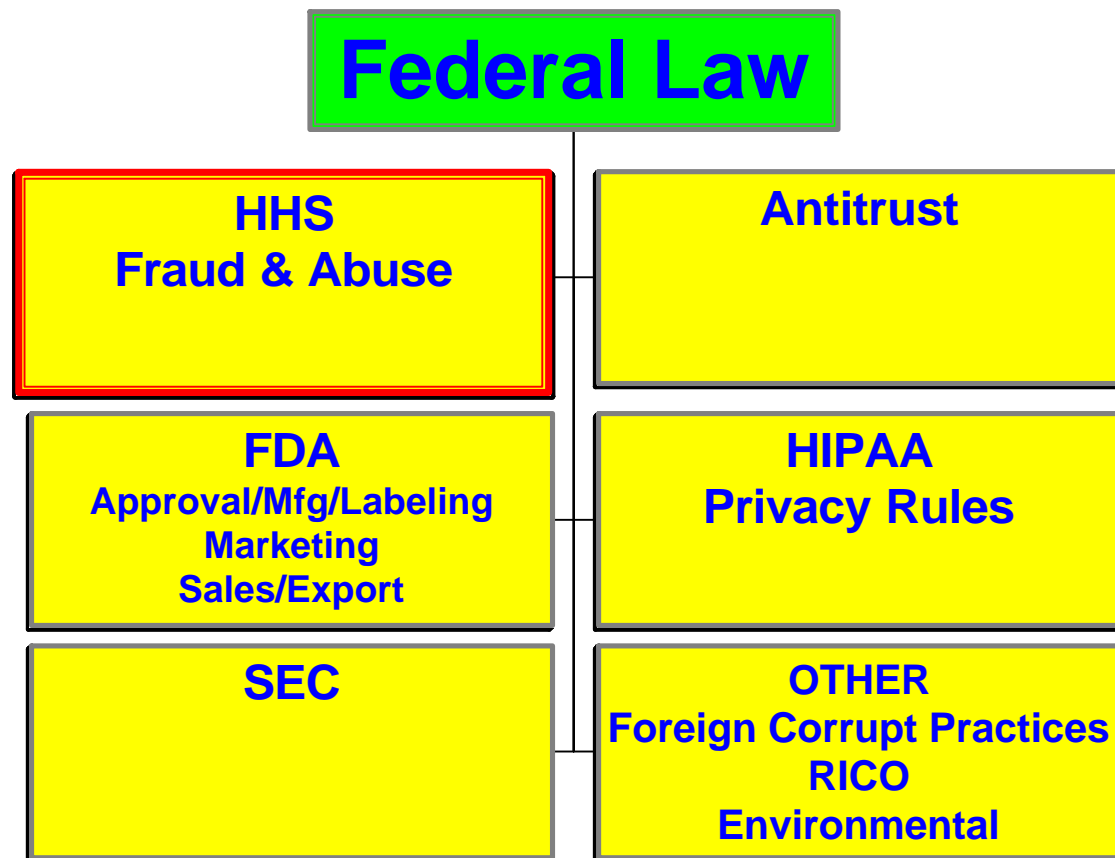 Federal Law
HHS
Fraud & Abuse
Antitrust
FDA
Approval/Mfg/Labeling
Marketing
Sales/Export
HIPAA
Privacy Rules
SEC
OTHER
Foreign Corrupt Practices
RICO
Environmental